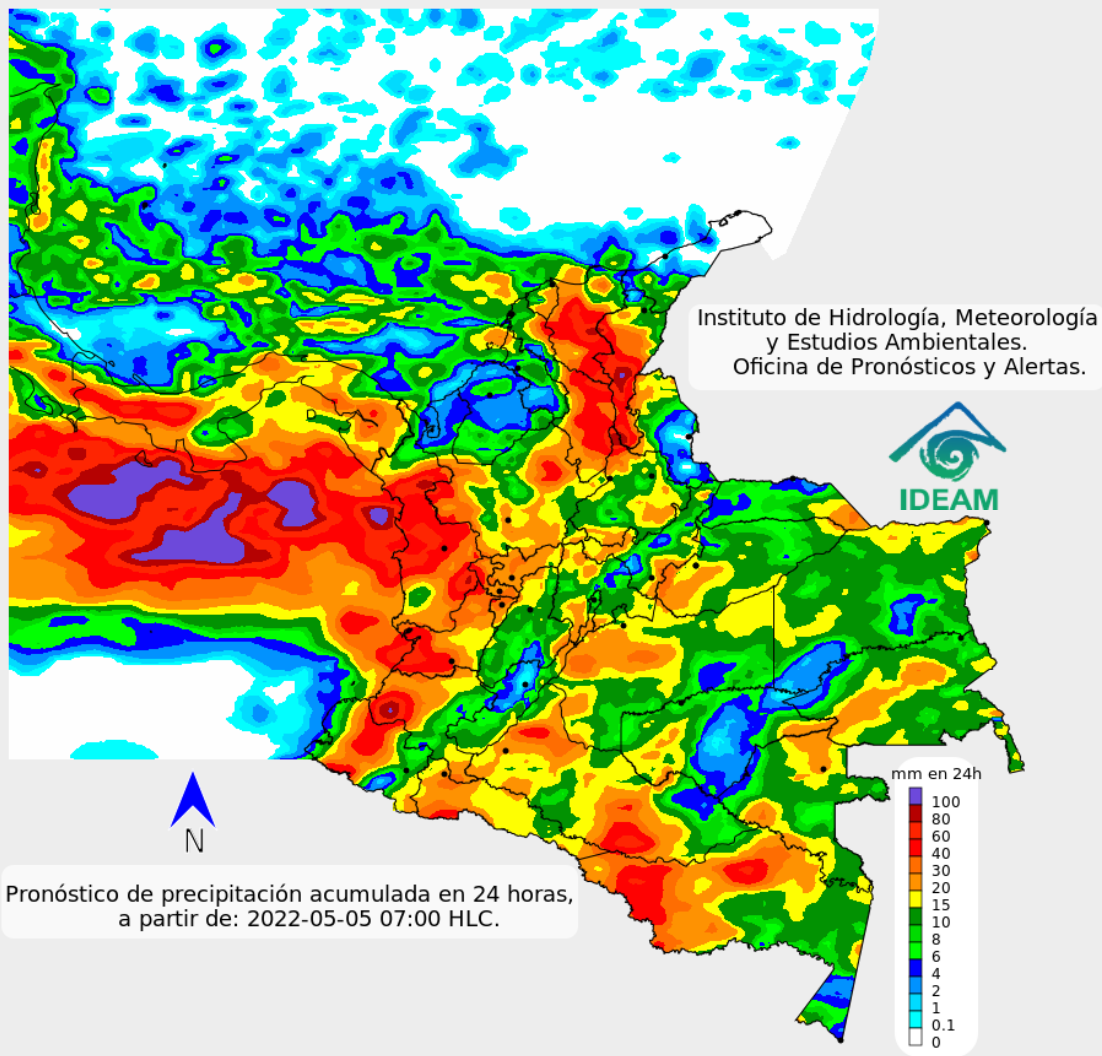 Instituto de Hidrología, Meteorología
y Estudios Ambientales.
Oficina de Pronósticos y Alertas.
IDEAM
mm en 24h
100
80
60
40
30
20
15
10
8
6
4
2
1
0.1
0
N
Pronóstico de precipitación acumulada en 24 horas,
a partir de: 2022-05-05 07:00 HLC.